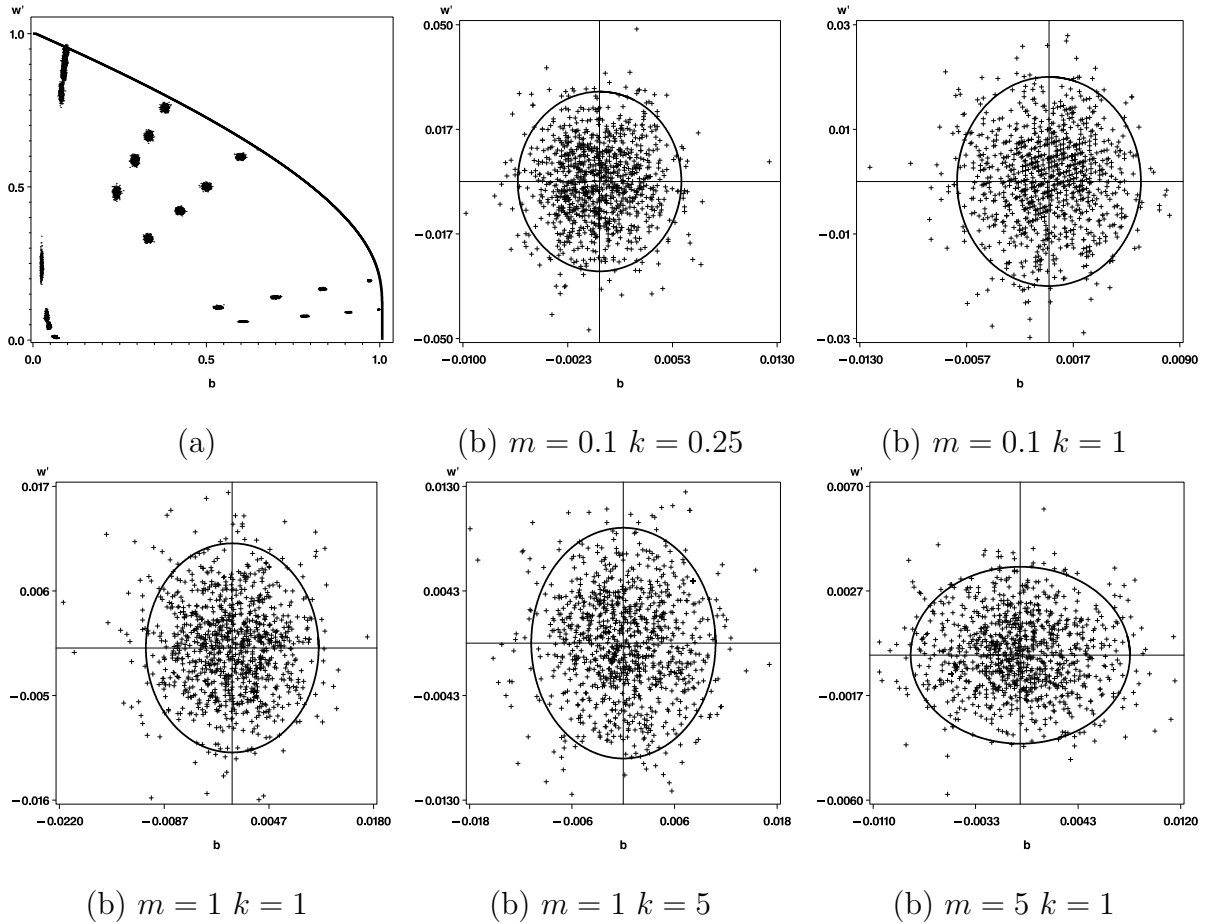 w'
1.0
0.5
0.0
0.0 0.5 1.0
b
(a)
w'
0.050
0.017
−0.017
−0.050
−0.0100 −0.0023 0.0053 0.0130
b
(b) m = 0.1 k = 0.25
w'
0.03
0.01
−0.01
−0.03
−0.0130 −0.0057 0.0017 0.0090
b
(b) m = 0.1 k = 1
w'
0.017
0.006
−0.005
−0.016
−0.0220 −0.0087 0.0047 0.0180
b
(b) m = 1 k = 1
w'
0.0130
0.0043
−0.0043
−0.0130
−0.018 −0.006 0.006 0.018
b
(b) m = 1 k = 5
w'
0.0070
0.0027
−0.0017
−0.0060
−0.0110 −0.0033 0.0043 0.0120
b
(b) m = 5 k = 1